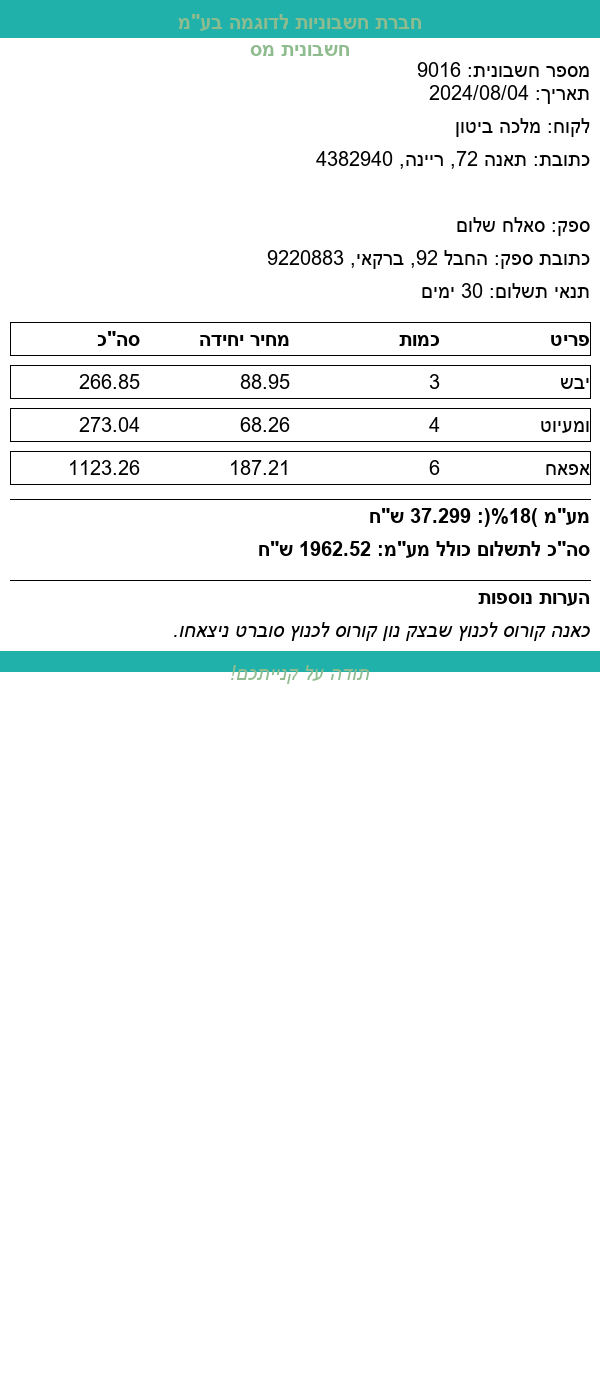 חברת חשבוניות לדוגמה בע"מ
חשבונית מס
מספר חשבונית: 9016
תאריך: 2024/08/04
לקוח: מלכה ביטון
כתובת: תאנה 72, ריינה, 4382940
ספק: סאלח שלום
כתובת ספק: החבל 92, ברקאי, 9220883
תנאי תשלום: 30 ימים
פריט כמות מחיר יחידה סה"כ
יבש 3 88.95 266.85
ומעיוט 4 68.26 273.04
אפאח 6 187.21 1123.26
מע"מ )18%(: 37.299 ש"ח
סה"כ לתשלום כולל מע"מ: 1962.52 ש"ח
הערות נוספות
כאנה קורוס לכנוץ שבצק נון קורוס לכנוץ סוברט ניצאחו.
תודה על קנייתכם!